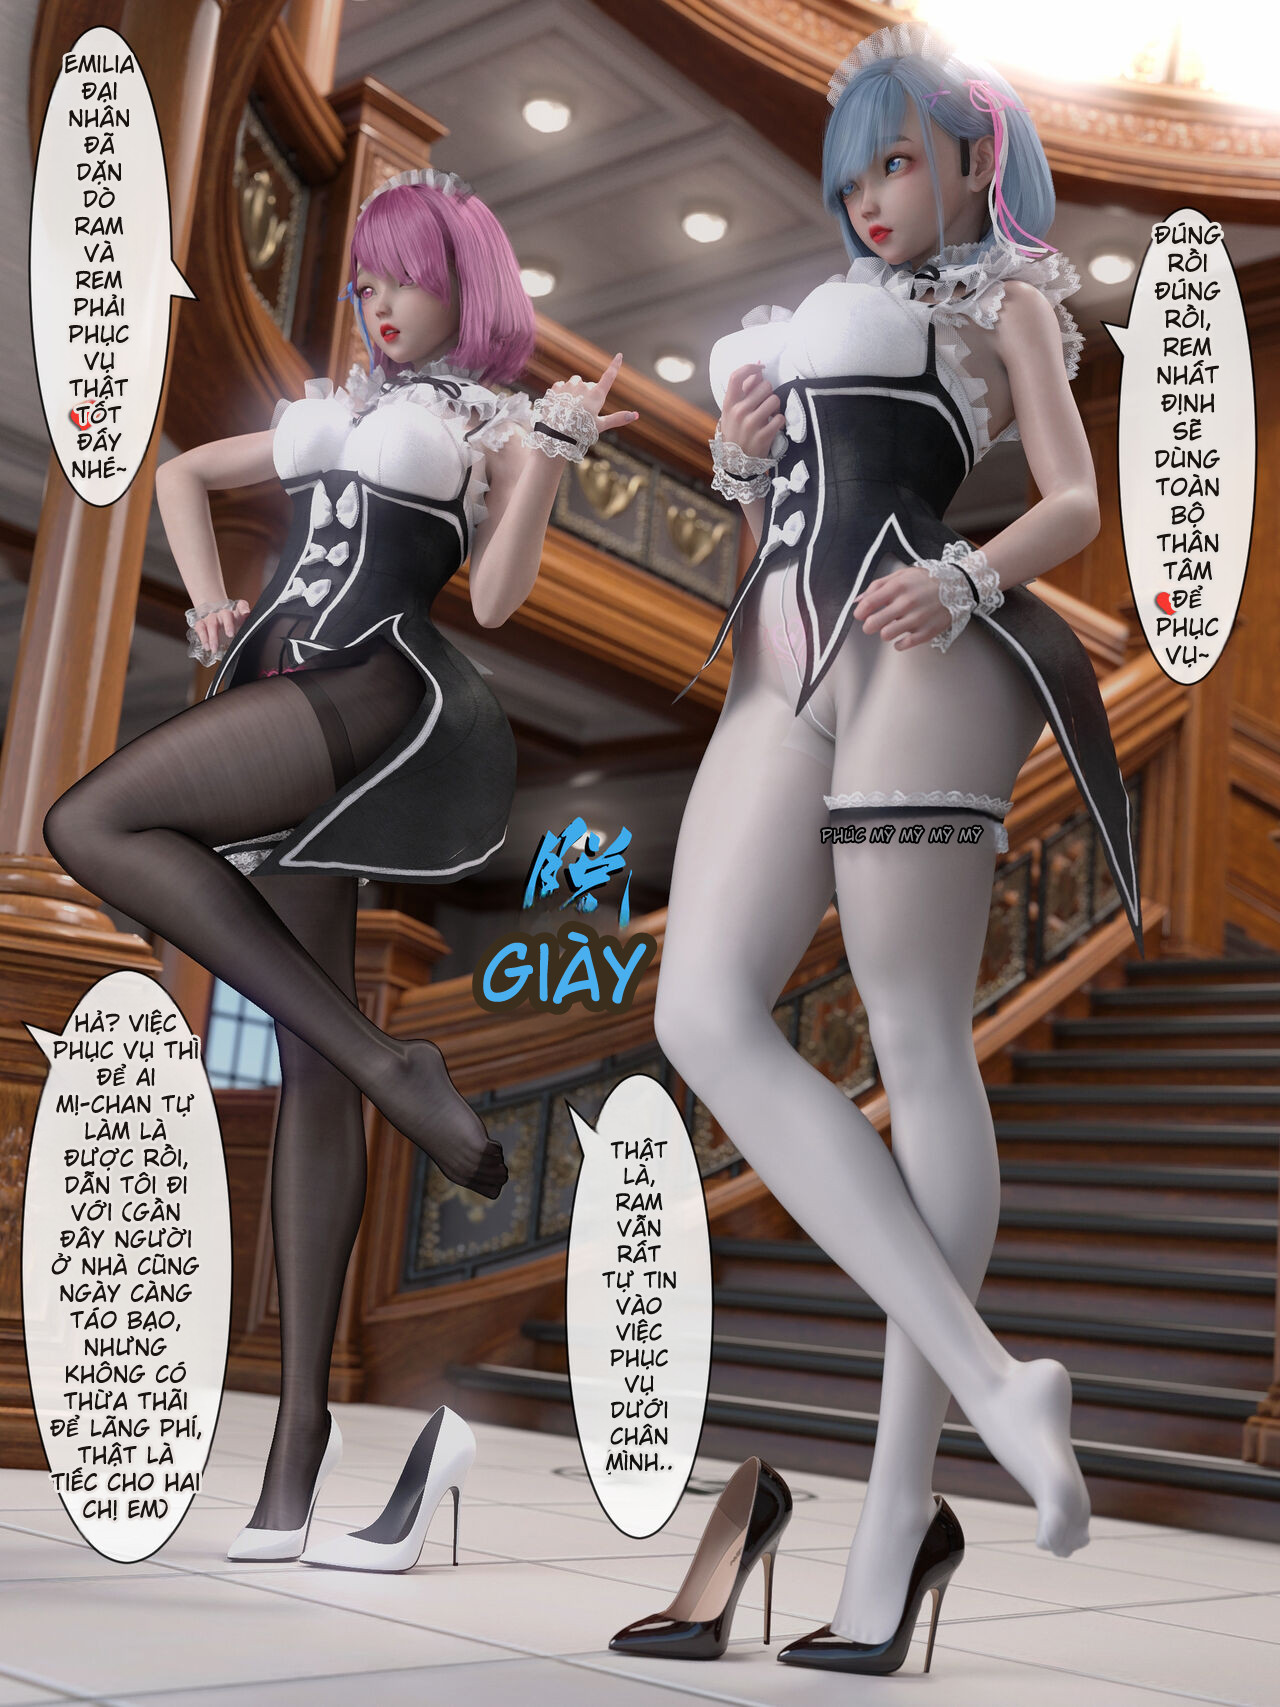 EMILIA
ĐẠI
NHÂN
ĐÃ
DẶN
DÒ
RAM
VÀ
REM
PHẢI
PHỤC
VỤ
THẬT
TỐT
ĐẤY
NHÉ~
ĐÚNG
RỒI
ĐÚNG
RỒI,
REM
NHẤT
ĐỊNH
SẼ
DÙNG
TOÀN
BỘ
THÂN
TÂM
ĐỂ
PHỤC
VỤ~
PHÚC MỸ MỸ MỸ MỸ
脱
GIÀY
HẢ? VIỆC
PHỤC VỤ THÌ
ĐỂ AI
MỊ-CHAN TỰ
LÀM LÀ
ĐƯỢC RỒI,
DẪN TÔI ĐI
VỚI (GẦN
ĐÂY NGƯỜI
Ở NHÀ CŨNG
NGÀY CÀNG
TÁO BẠO,
NHƯNG
KHÔNG CÓ
THỪA THÃI
ĐỂ LÃNG PHÍ,
THẬT LÀ
TIẾC CHO HAI
CHỊ EM)
THẬT
LÀ,
RAM
VẪN
RẤT
TỰ TIN
VÀO
VIỆC
PHỤC
VỤ
DƯỚI
CHÂN
MÌNH..